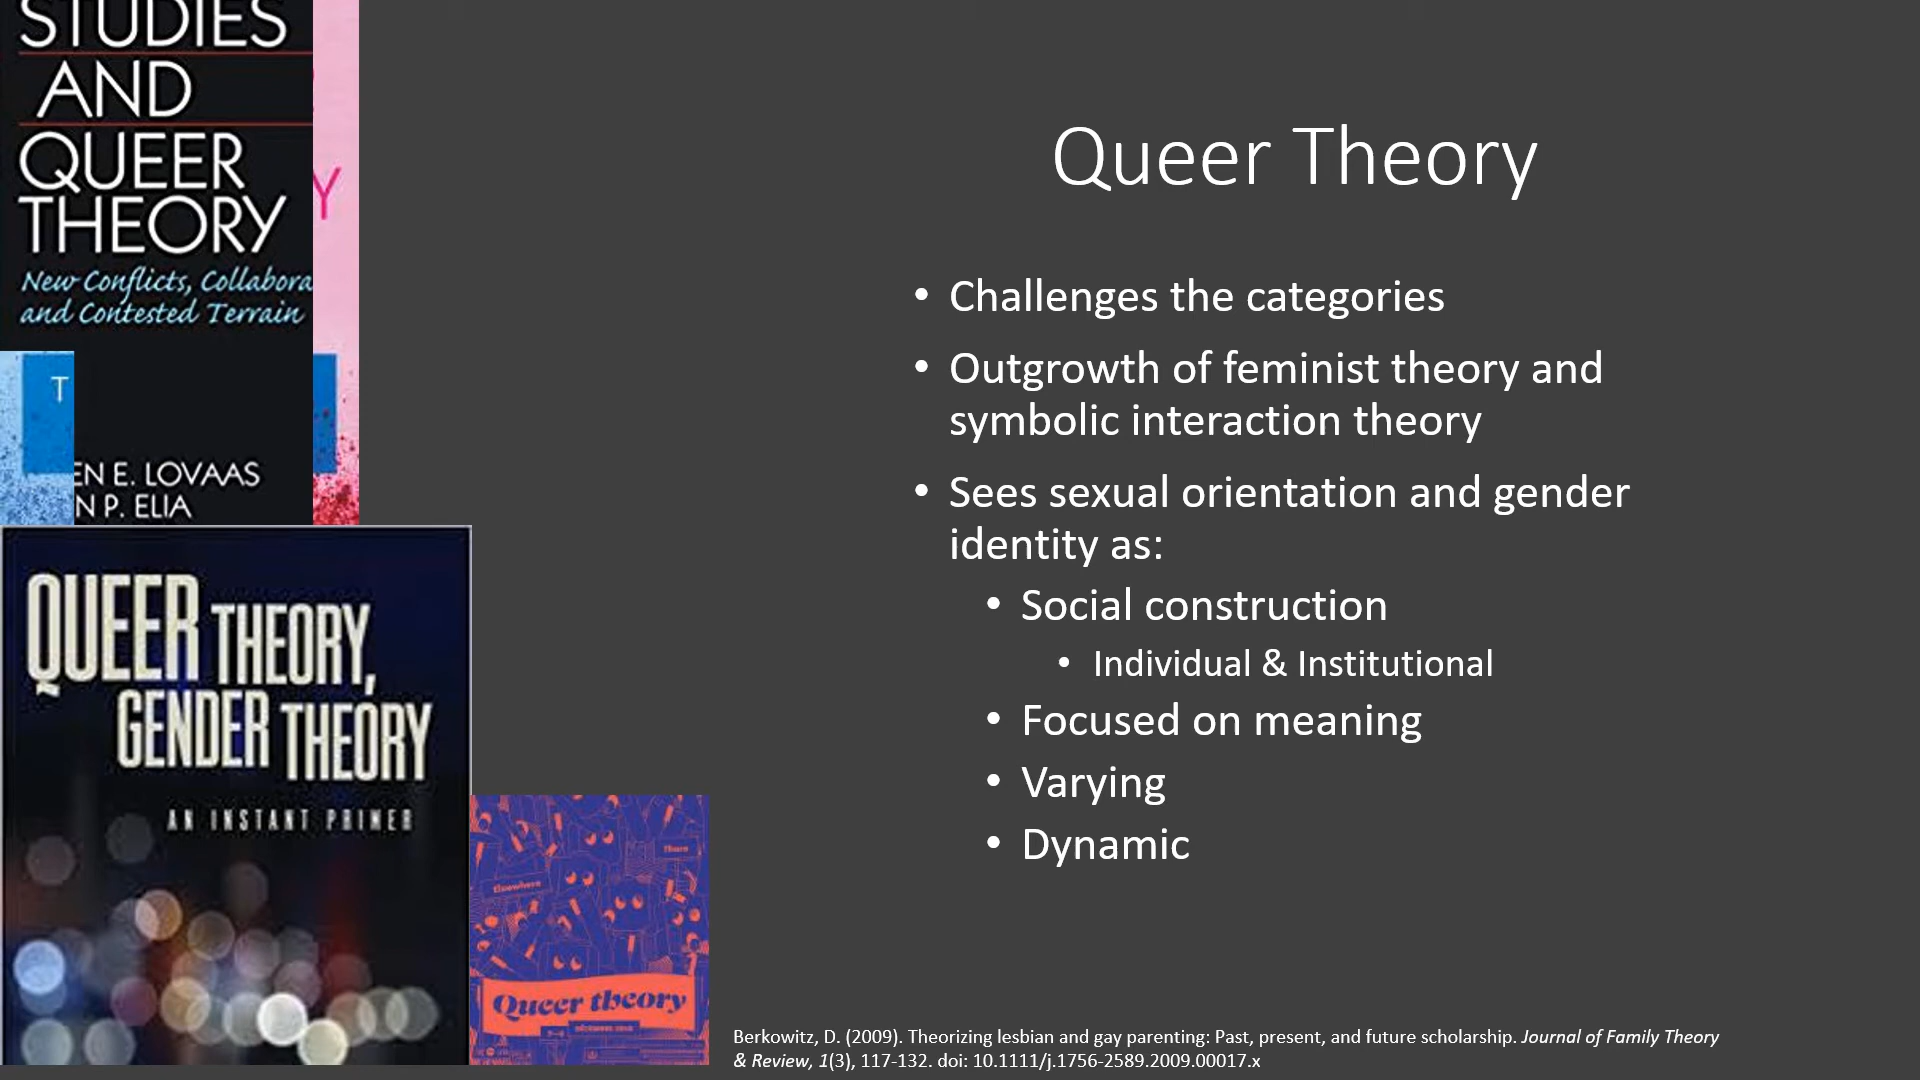 STUDIES
AND
QUEER
THEORY
New Conflicts, Collabora
and Contested Terrain
Y
T
EN E. LOVAAS
N P. ELIA
QUEER THEORY,
GENDER THEORY
AN INSTANT PRIMER
There
Elsewhere
Queer theory
Queer Theory
• Challenges the categories
• Outgrowth of feminist theory and
symbolic interaction theory
• Sees sexual orientation and gender
identity as:
• Social construction
• Individual & Institutional
• Focused on meaning
• Varying
• Dynamic
Berkowitz, D. (2009). Theorizing lesbian and gay parenting: Past, present, and future scholarship. Journal of Family Theory
& Review, 1(3), 117-132. doi: 10.1111/j.1756-2589.2009.00017.x